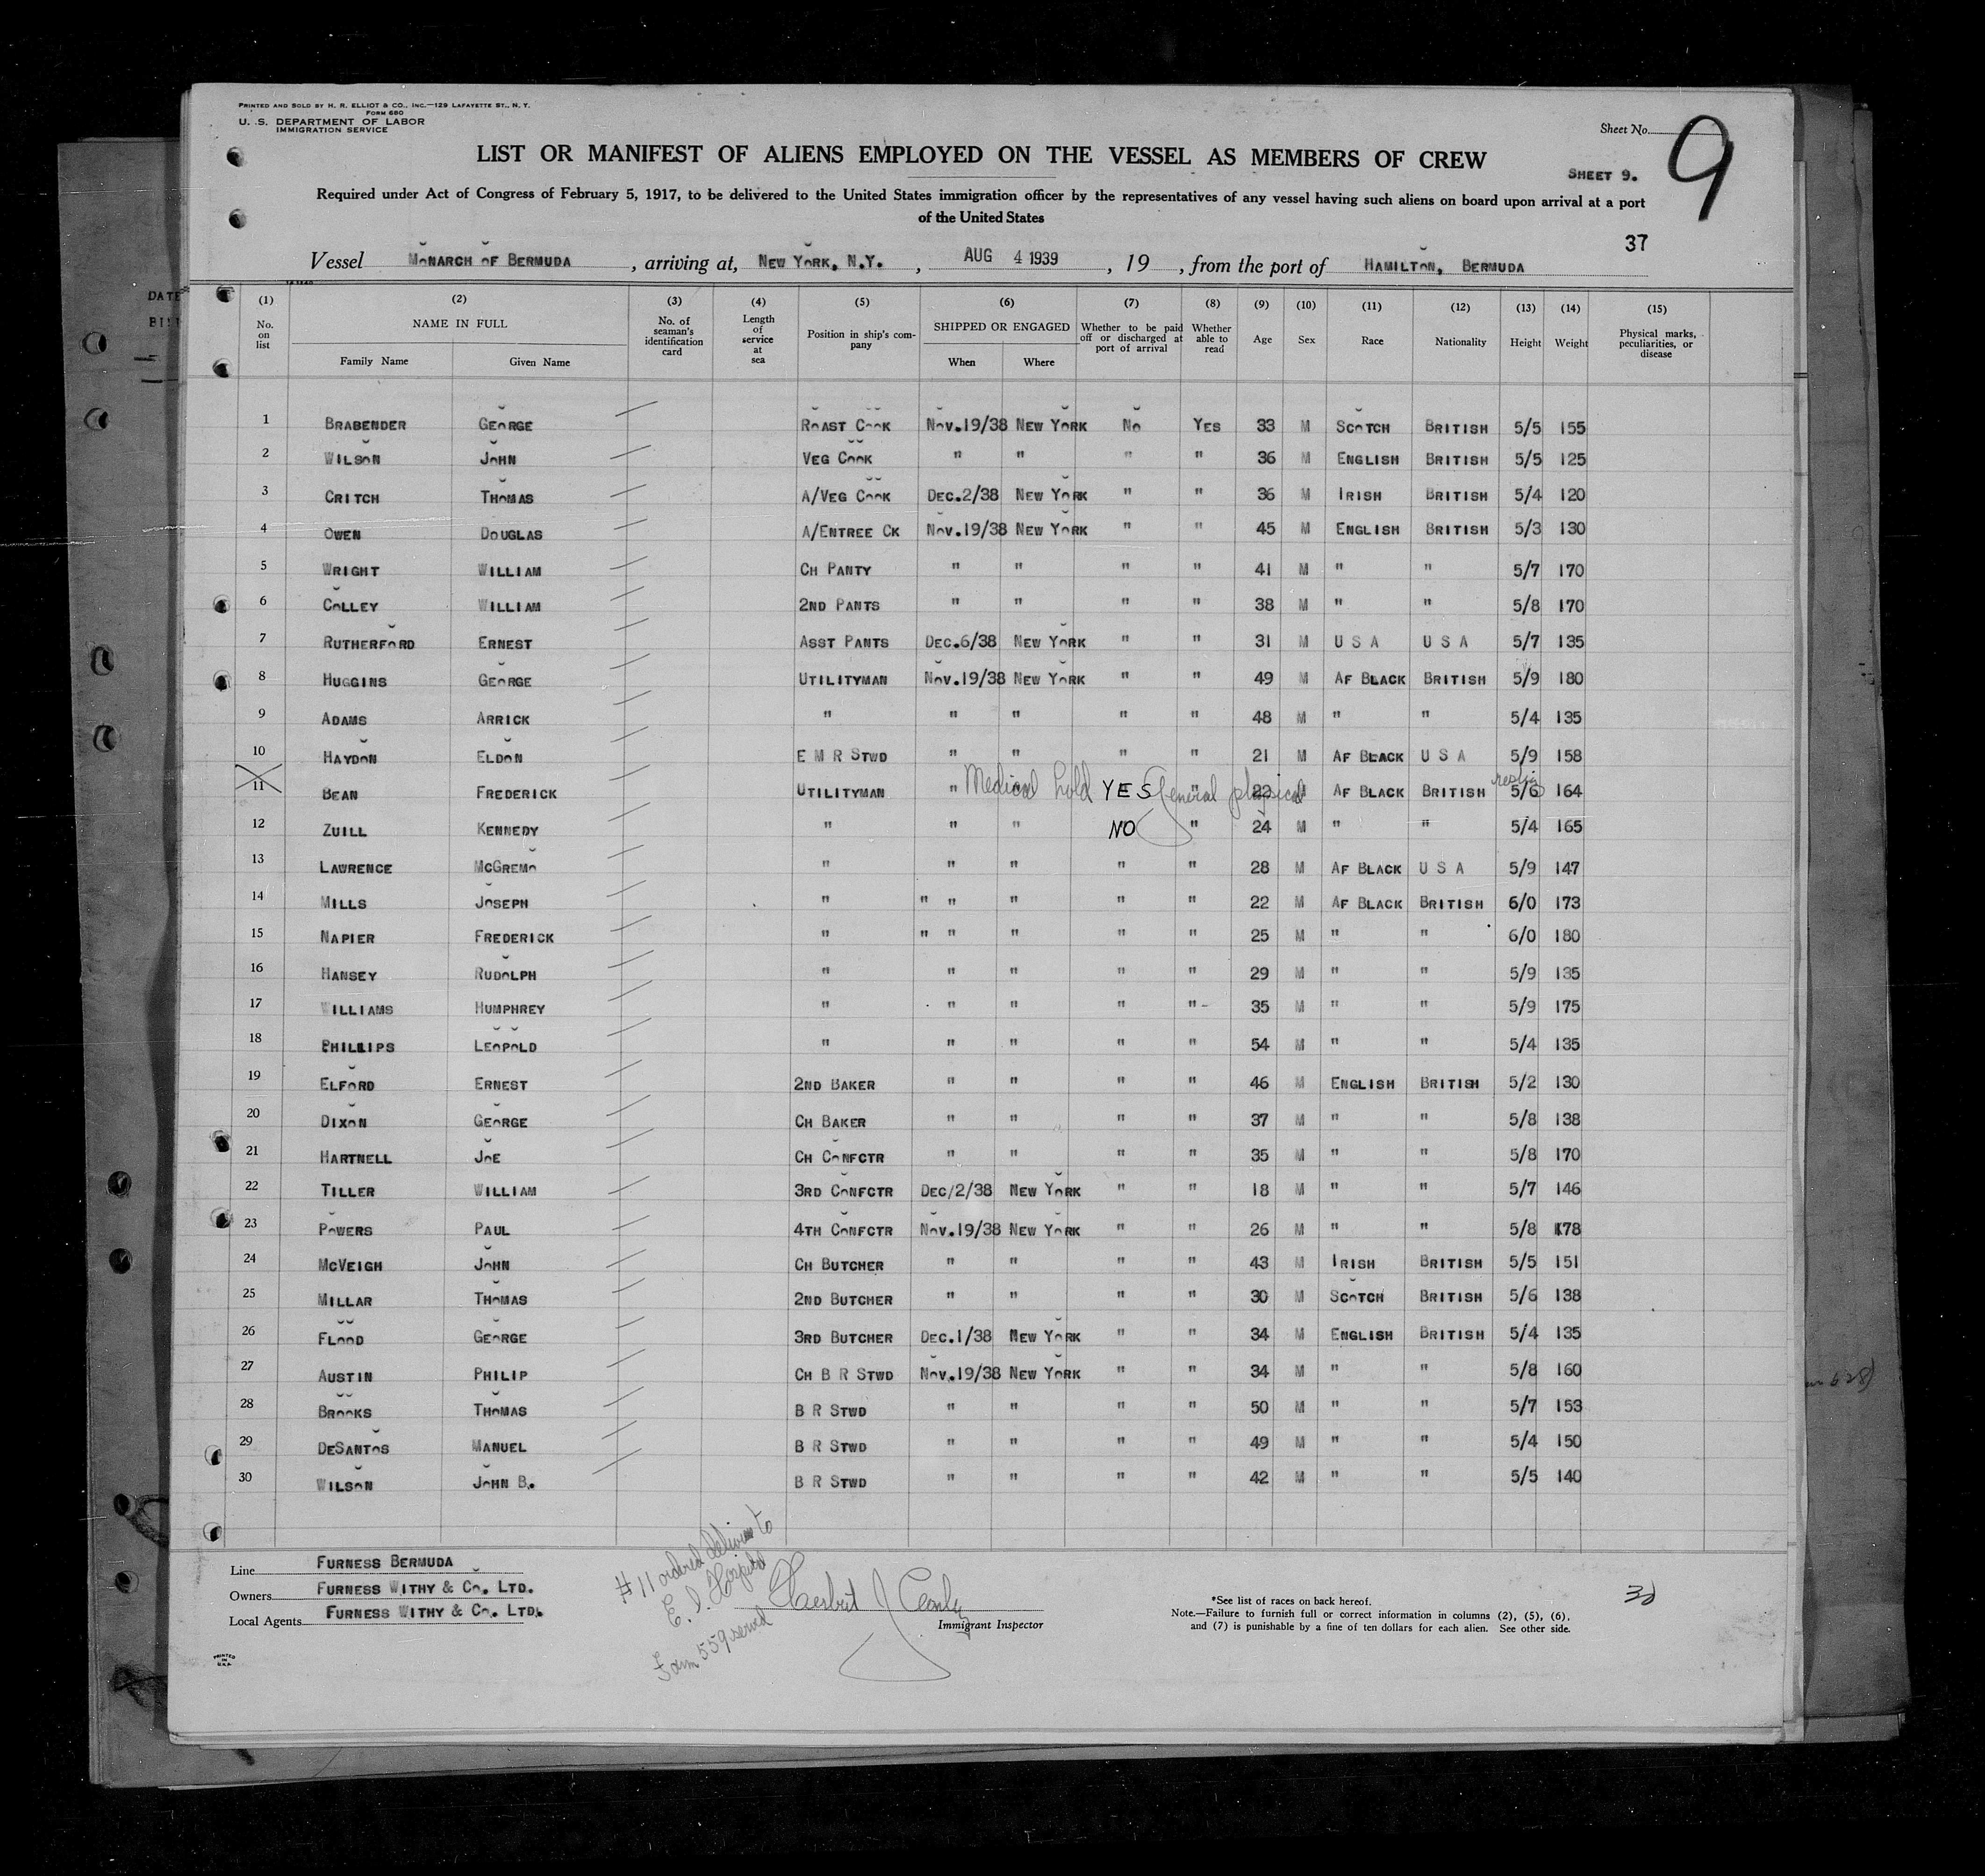 PRINTED AND SOLD BY H. R. ELLIOT & CO., INC.—129 LAFAYETTE ST., N. Y.
FORM 680
U. S. DEPARTMENT OF LABOR
IMMIGRATION SERVICE
Sheet No. 9
LIST OR MANIFEST OF ALIENS EMPLOYED ON THE VESSEL AS MEMBERS OF CREW
SHEET 9.
Required under Act of Congress of February 5, 1917, to be delivered to the United States immigration officer by the representatives of any vessel having such aliens on board upon arrival at a port
of the United States
37
Vessel MONARCH OF BERMUDA, arriving at, NEW YORK, N.Y., AUG 4 1939, 19 , from the port of HAMILTON, BERMUDA
(1) (2) (3) (4) (5) (6) (7) (8) (9) (10) (11) (12) (13) (14) (15)
No. on list NAME IN FULL Family Name Given Name No. of seaman's identification card Length of service at sea Position in ship's company SHIPPED OR ENGAGED When Where Whether to be paid off or discharged at port of arrival Whether able to read Age Sex Race Nationality Height Weight Physical marks, peculiarities, or disease
1 BRABENDER GEORGE ROAST COOK NOV.19/38 NEW YORK NO YES 33 M SCOTCH BRITISH 5/5 155
2 WILSON JOHN VEG COOK " " " " 36 M ENGLISH BRITISH 5/5 125
3 CRITCH THOMAS A/VEG COOK DEC.2/38 NEW YORK " " 36 M IRISH BRITISH 5/4 120
4 OWEN DOUGLAS A/ENTREE CK NOV.19/38 NEW YORK " " 45 M ENGLISH BRITISH 5/3 130
5 WRIGHT WILLIAM CH PANTY " " " " 41 M " " 5/7 170
6 COLLEY WILLIAM 2ND PANTS " " " " 38 M " " 5/8 170
7 RUTHERFORD ERNEST ASST PANTS DEC.6/38 NEW YORK " " 31 M U S A U S A 5/7 135
8 HUGGINS GEORGE UTILITYMAN NOV.19/38 NEW YORK " " 49 M AF BLACK BRITISH 5/9 180
9 ADAMS ARRICK " " " " " 48 M " " 5/4 135
10 HAYDON ELDON E M R STWD " " " " 21 M AF BLACK U S A 5/9 158
11 BEAN FREDERICK UTILITYMAN " Medical hold YES General physical " 22 M AF BLACK BRITISH 5/6 164
12 ZUILL KENNEDY " " " NO " 24 M " " 5/4 165
13 LAWRENCE MCGREMO " " " " " 28 M AF BLACK U S A 5/9 147
14 MILLS JOSEPH " " " " " " 22 M AF BLACK BRITISH 6/0 173
15 NAPIER FREDERICK " " " " " " 25 M " " 6/0 180
16 HANSEY RUDOLPH " " " " " 29 M " " 5/9 135
17 WILLIAMS HUMPHREY " " " " " 35 M " " 5/9 175
18 PHILLIPS LEOPOLD " " " " " 54 M " " 5/4 135
19 ELFORD ERNEST 2ND BAKER " " " " 46 M ENGLISH BRITISH 5/2 130
20 DIXON GEORGE CH BAKER " " " " 37 M " " 5/8 138
21 HARTNELL JOE CH CONFCTR " " " " 35 M " " 5/8 170
22 TILLER WILLIAM 3RD CONFCTR DEC/2/38 NEW YORK " " 18 M " " 5/7 146
23 POWERS PAUL 4TH CONFCTR NOV.19/38 NEW YORK " " 26 M " " 5/8 178
24 MCVEIGH JOHN CH BUTCHER " " " " 43 M IRISH BRITISH 5/5 151
25 MILLAR THOMAS 2ND BUTCHER " " " " 30 M SCOTCH BRITISH 5/6 138
26 FLOOD GEORGE 3RD BUTCHER DEC.1/38 NEW YORK " " 34 M ENGLISH BRITISH 5/4 135
27 AUSTIN PHILIP CH B R STWD NOV.19/38 NEW YORK " " 34 M " " 5/8 160
28 BROOKS THOMAS B R STWD " " " " 50 M " " 5/7 153
29 DESANTOS MANUEL B R STWD " " " " 49 M " " 5/4 150
30 WILSON JOHN B. B R STWD " " " " 42 M " " 5/5 140
Line FURNESS BERMUDA
Owners FURNESS WITHY & CO. LTD.
Local Agents FURNESS WITHY & CO. LTD.
#11 ordered deliver to
E. I. Hospital
Form 559 served
Immigrant Inspector
*See list of races on back hereof.
Note.—Failure to furnish full or correct information in columns (2), (5), (6),
and (7) is punishable by a fine of ten dollars for each alien. See other side.
30
PRINTED IN U.S.A.